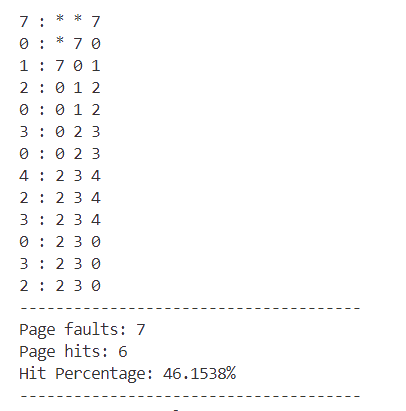 7 : * * 7
0 : * 7 0
1 : 7 0 1
2 : 0 1 2
0 : 0 1 2
3 : 0 2 3
0 : 0 2 3
4 : 2 3 4
2 : 2 3 4
3 : 2 3 4
0 : 2 3 0
3 : 2 3 0
2 : 2 3 0
--------------------------------------
Page faults: 7
Page hits: 6
Hit Percentage: 46.1538%
--------------------------------------